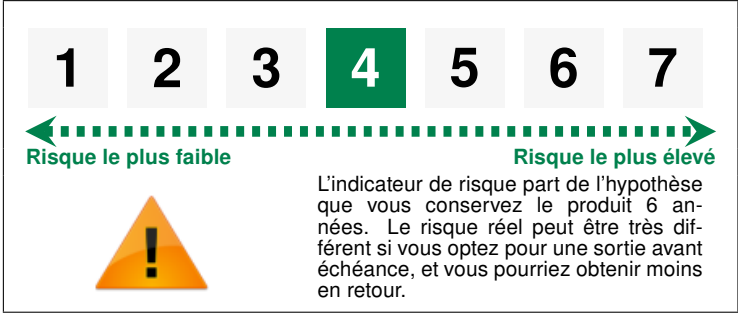 1 2 3 4 5 6 7
Risque le plus faible Risque le plus élevé
L'indicateur de risque part de l'hypothèse
que vous conservez le produit 6 an-
nées. Le risque réel peut être très dif-
férent si vous optez pour une sortie avant
échéance, et vous pourriez obtenir moins
en retour.